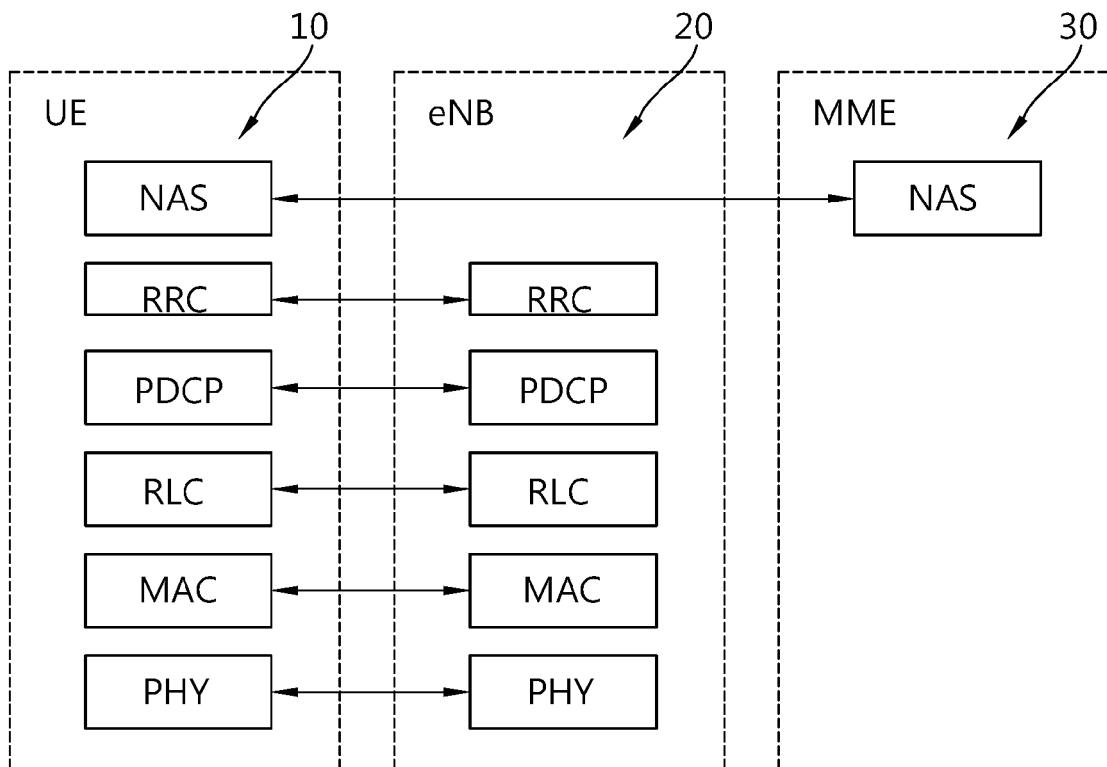 10 20 30
UE eNB MME
NAS NAS
RRC RRC
PDCP PDCP
RLC RLC
MAC MAC
PHY PHY